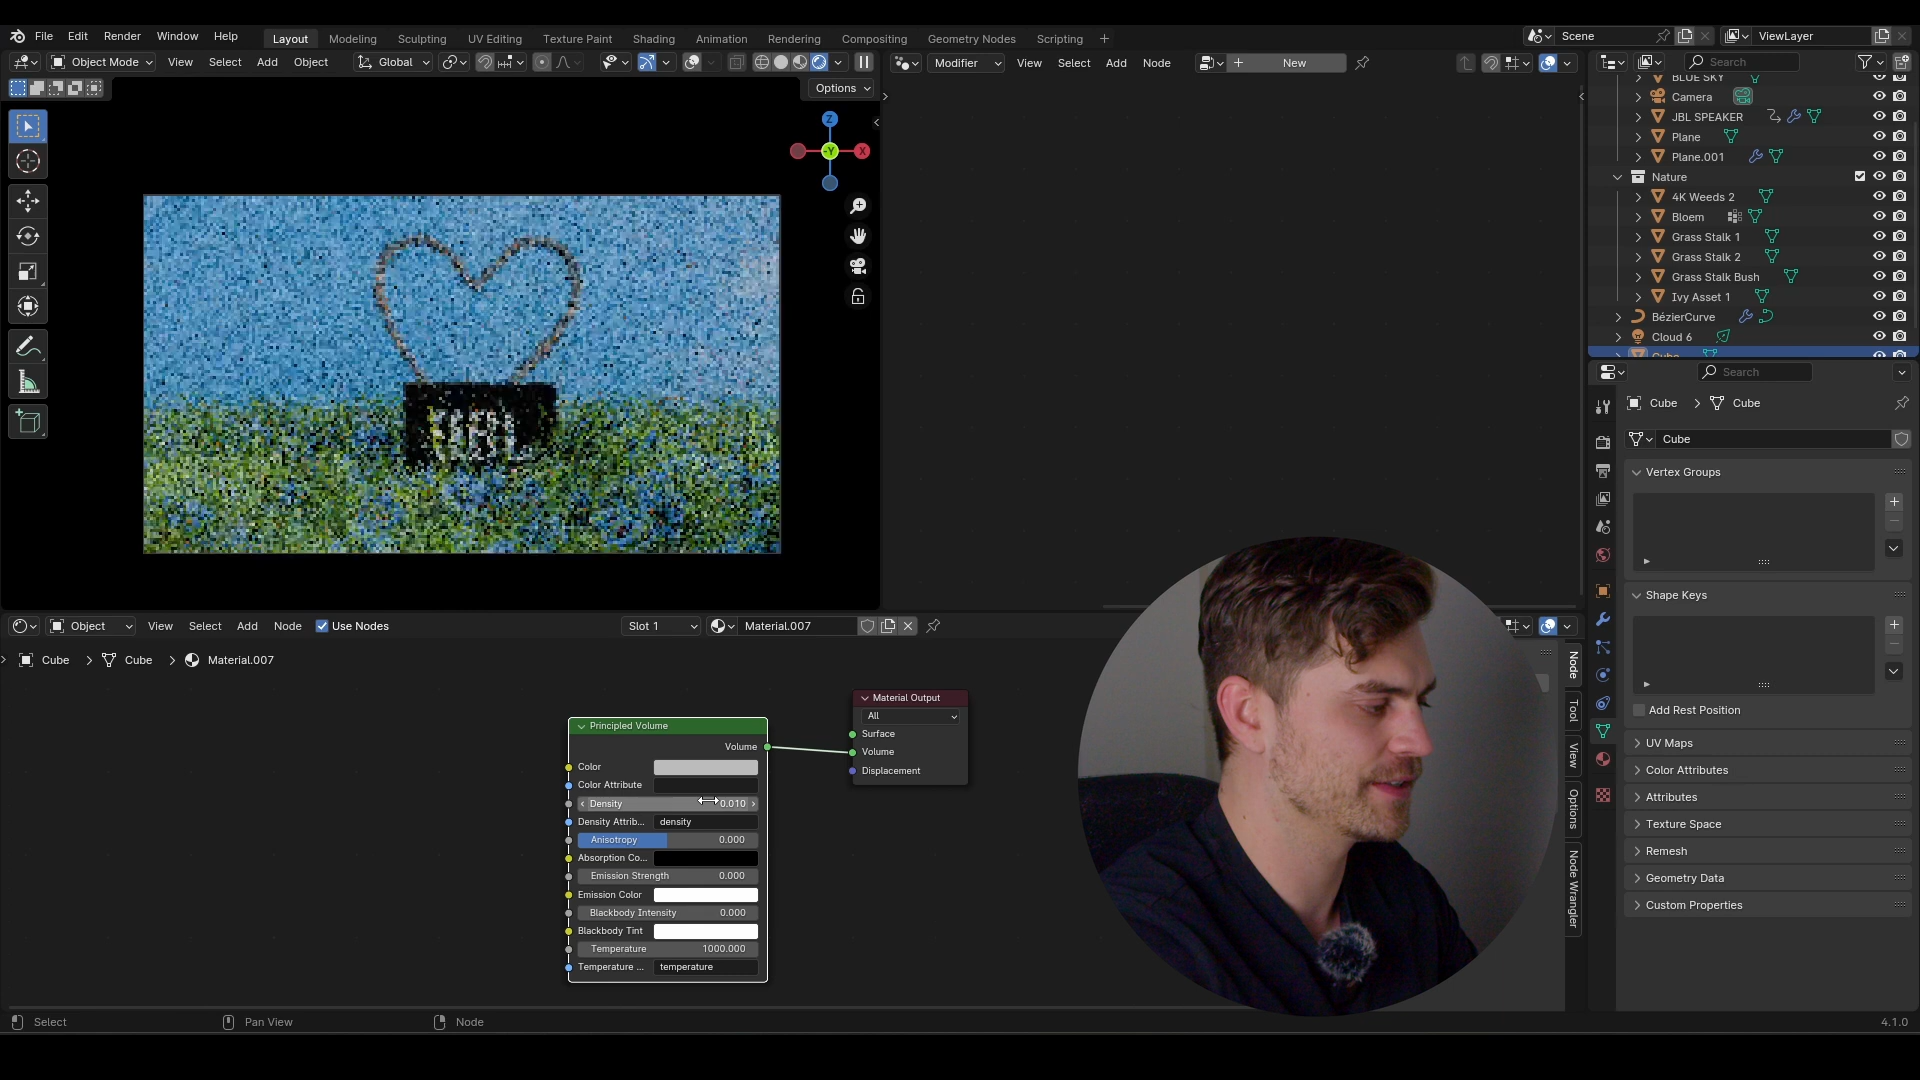 File Edit Render Window Help Layout Modeling Sculpting UV Editing Texture Paint Shading Animation Rendering Compositing Geometry Nodes Scripting + Scene ViewLayer
Object Mode View Select Add Object Global
Options
Z
-Y
X
Modifier View Select Add Node + New
Search
BLUE SKY
Camera
JBL SPEAKER
Plane
Plane.001
Nature
4K Weeds 2
Bloem
Grass Stalk 1
Grass Stalk 2
Grass Stalk Bush
Ivy Asset 1
BézierCurve
Cloud 6
Cube
Search
Cube > Cube
Cube
Vertex Groups
Shape Keys
Add Rest Position
UV Maps
Color Attributes
Attributes
Texture Space
Remesh
Geometry Data
Custom Properties
Object View Select Add Node Use Nodes Slot 1 Material.007
Cube > Cube > Material.007
Principled Volume
Volume
Color
Color Attribute
Density 0.010
Density Attrib... density
Anisotropy 0.000
Absorption Co...
Emission Strength 0.000
Emission Color
Blackbody Intensity 0.000
Blackbody Tint
Temperature 1000.000
Temperature ... temperature
Material Output
All
Surface
Volume
Displacement
Node
Tool
View
Options
Node Wrangler
Select Pan View Node 4.1.0